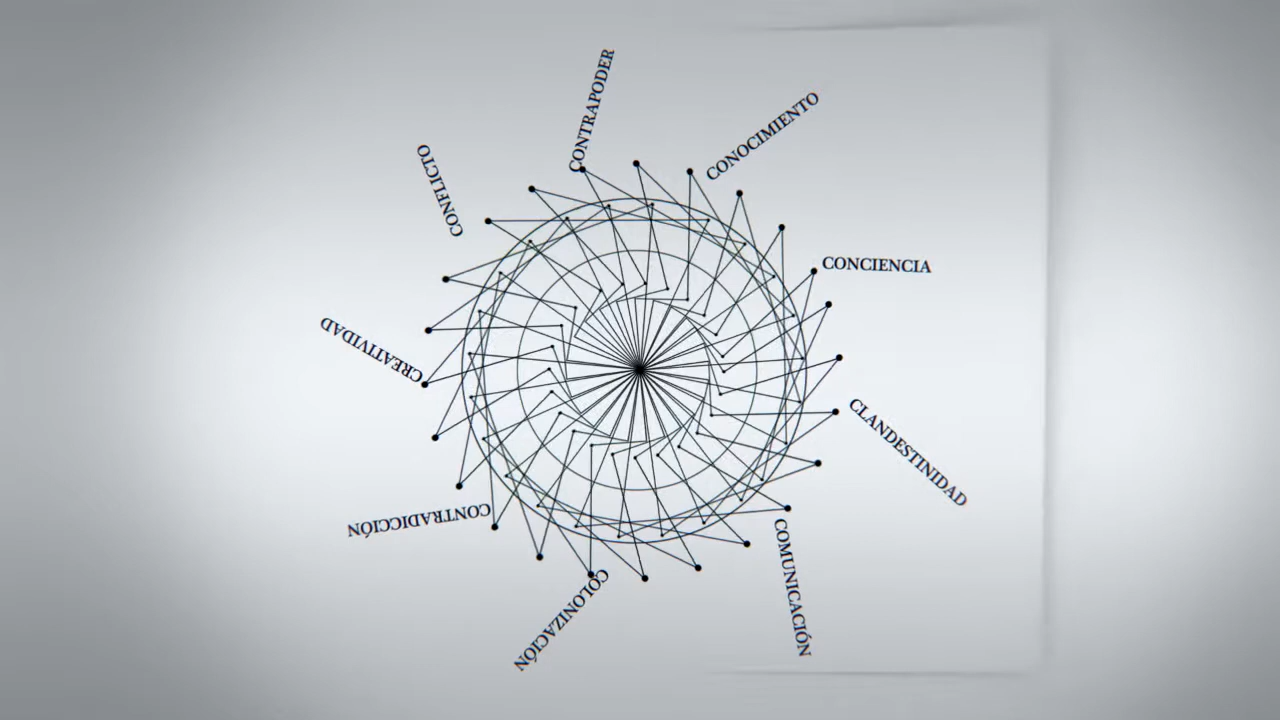 CONTRAPODER
CONOCIMIENTO
CONCIENCIA
CLANDESTINIDAD
COMUNICACIÓN
COLONIZACIÓN
CONTRADICCIÓN
CREATIVIDAD
CONFLICTO